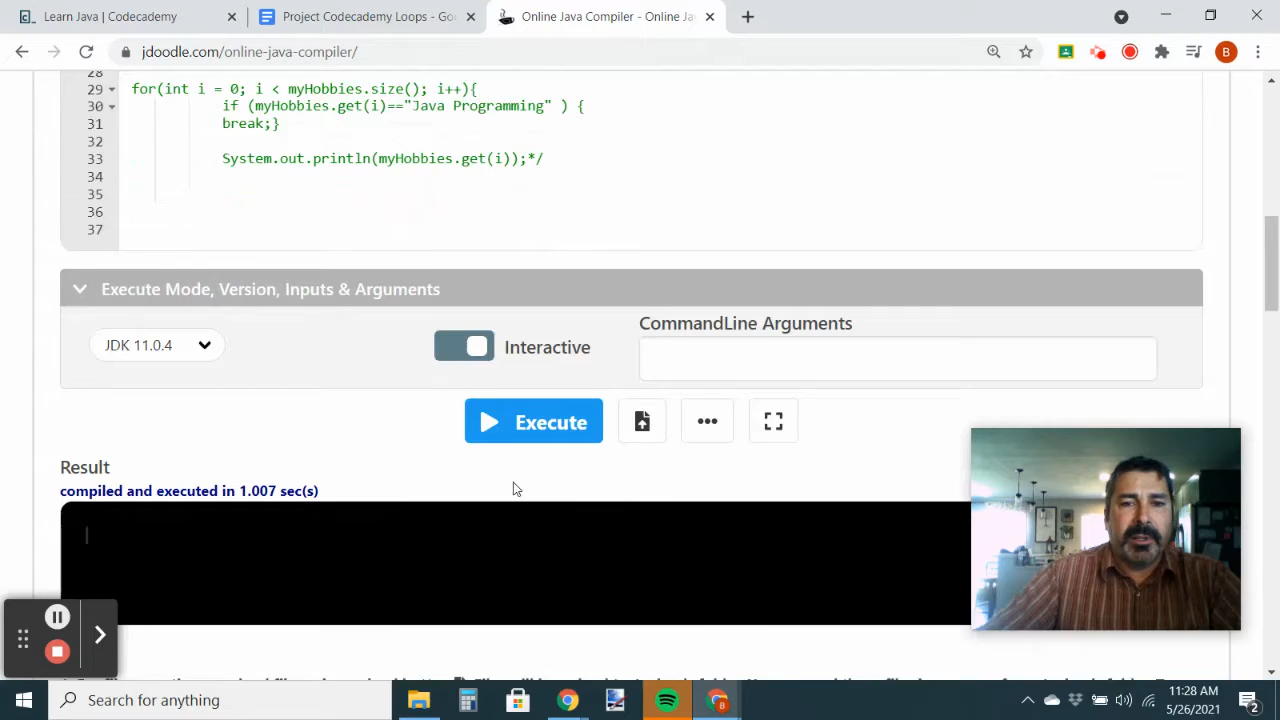 Learn Java | Codecademy
Project Codecademy Loops - Goo
Online Java Compiler - Online Ja
jdoodle.com/online-java-compiler/
B
28
29 for(int i = 0; i < myHobbies.size(); i++){
30 if (myHobbies.get(i)=="Java Programming" ) {
31 break;}
32
33 System.out.println(myHobbies.get(i));*/
34
35
36
37
Execute Mode, Version, Inputs & Arguments
CommandLine Arguments
JDK 11.0.4
Interactive
Execute
Result
compiled and executed in 1.007 sec(s)
Search for anything
11:28 AM
5/26/2021
2